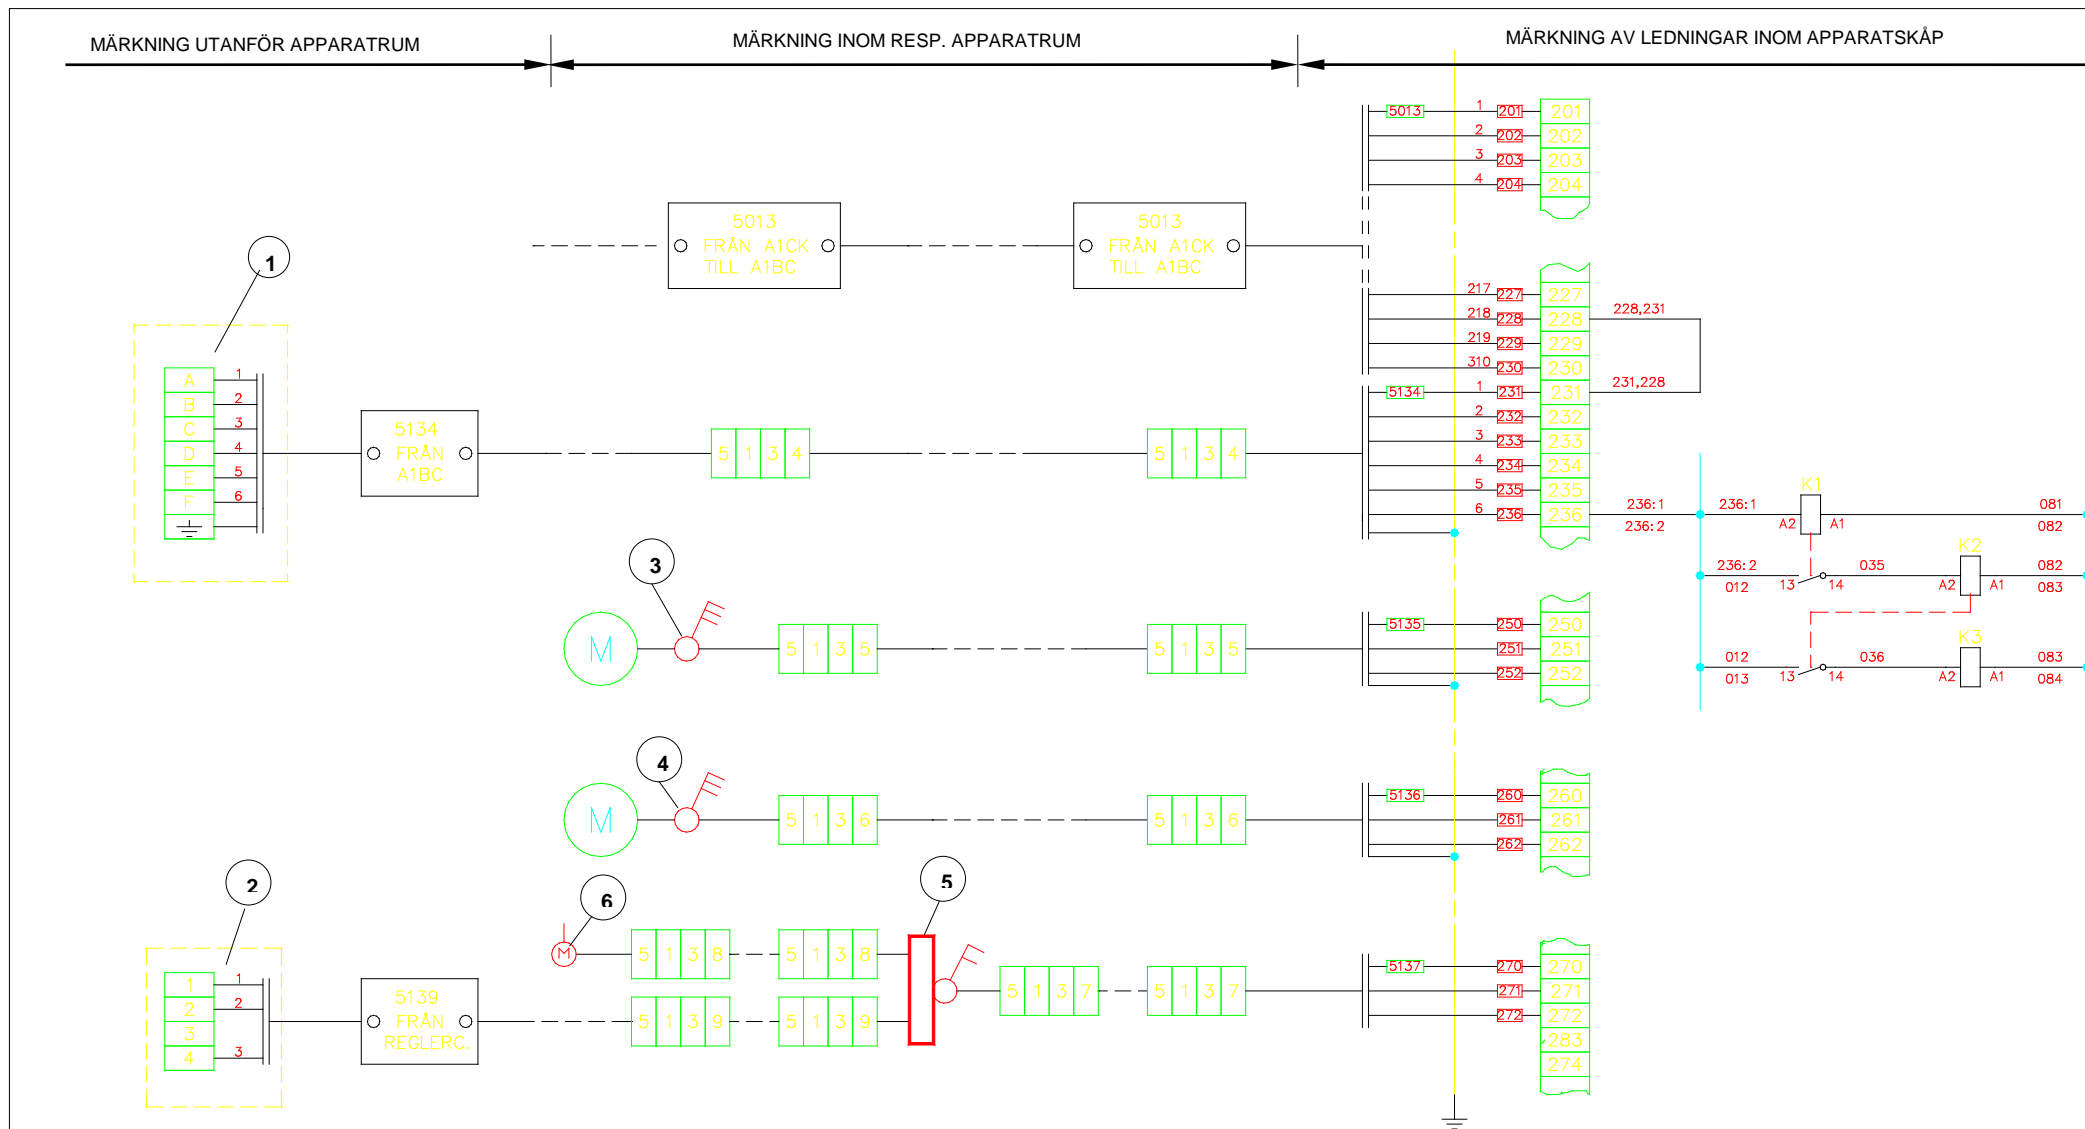 MÄRKNING UTANFÖR APPARATRUM
MÄRKNING INOM RESP. APPARATRUM
MÄRKNING AV LEDNINGAR INOM APPARATSKÅP
5013 1 201 201
2 202 202
3 203 203
4 204 204
5013
FRÅN A1CK
TILL A1BC
5013
FRÅN A1CK
TILL A1BC
217 227 227
218 228 228 228,231
219 229 229
310 230 230
5134 1 231 231 231,228
2 232 232
3 233 233
4 234 234
5 235 235
6 236 236 236:1
236:2
1
A 1
B 2
C 3
D 4
E 5
F 6
5134
FRÅN
A1BC
5 1 3 4
5 1 3 4
236:1 K1 A2 A1 081
082
236:2 13 14 035 K2 A2 A1 082
012 083
012 13 14 036 K3 A2 A1 083
013 084
3
M
5 1 3 5
5 1 3 5
5135 250 250
251 251
252 252
4
M
5 1 3 6
5 1 3 6
5136 260 260
261 261
262 262
2
6
5
M
5 1 3 8
5 1 3 8
1 1
2 2
3
4 3
5139
FRÅN
REGLERC.
5 1 3 9
5 1 3 9
5 1 3 7
5 1 3 7
5137 270 270
271 271
272 272
283
274